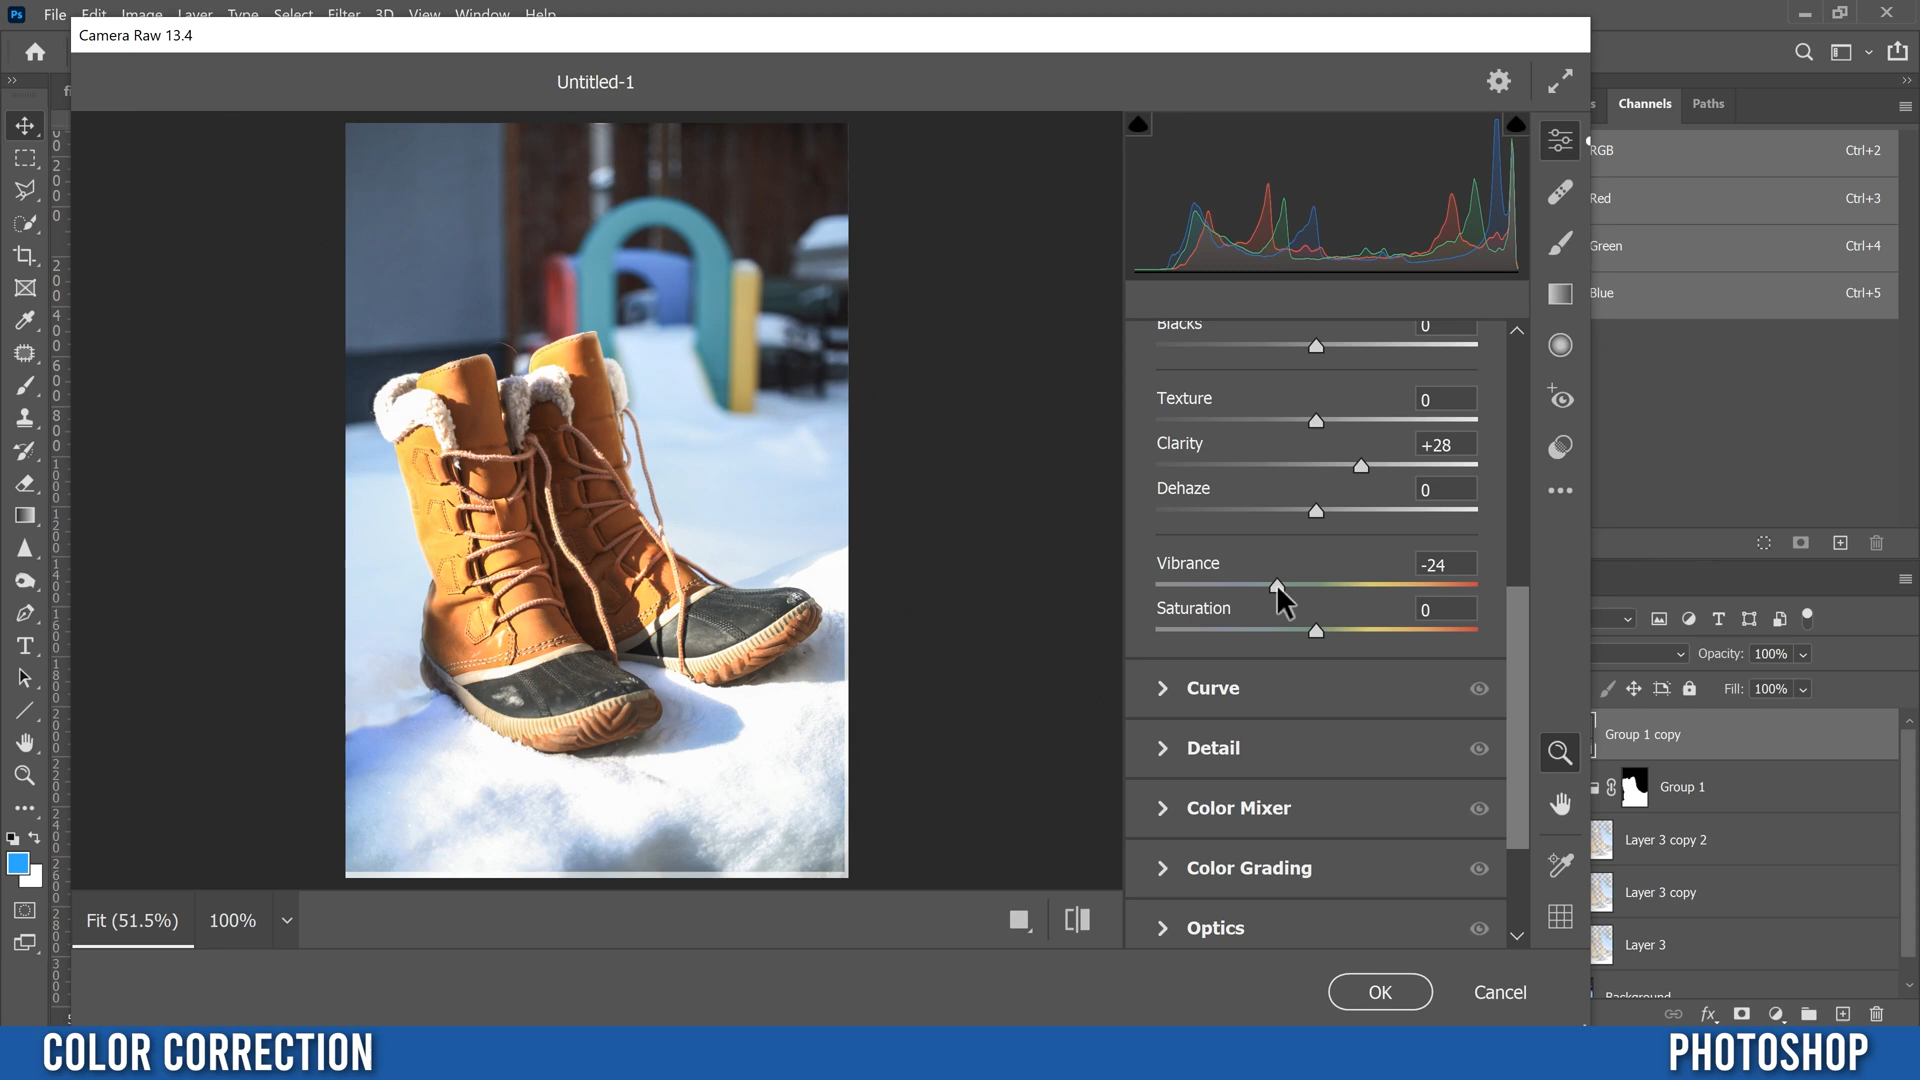 Ps File Edit Image Layer Type Select Filter 3D View Window Help
Camera Raw 13.4
Untitled-1
Channels Paths
RGB Ctrl+2
Red Ctrl+3
Green Ctrl+4
Blue Ctrl+5
Blacks 0
Texture 0
Clarity +28
Dehaze 0
Vibrance -24
Saturation 0
Curve
Detail
Color Mixer
Color Grading
Optics
Opacity: 100%
Fill: 100%
Group 1 copy
Group 1
Layer 3 copy 2
Layer 3 copy
Layer 3
Background
Fit (51.5%) 100%
OK Cancel
COLOR CORRECTION
PHOTOSHOP